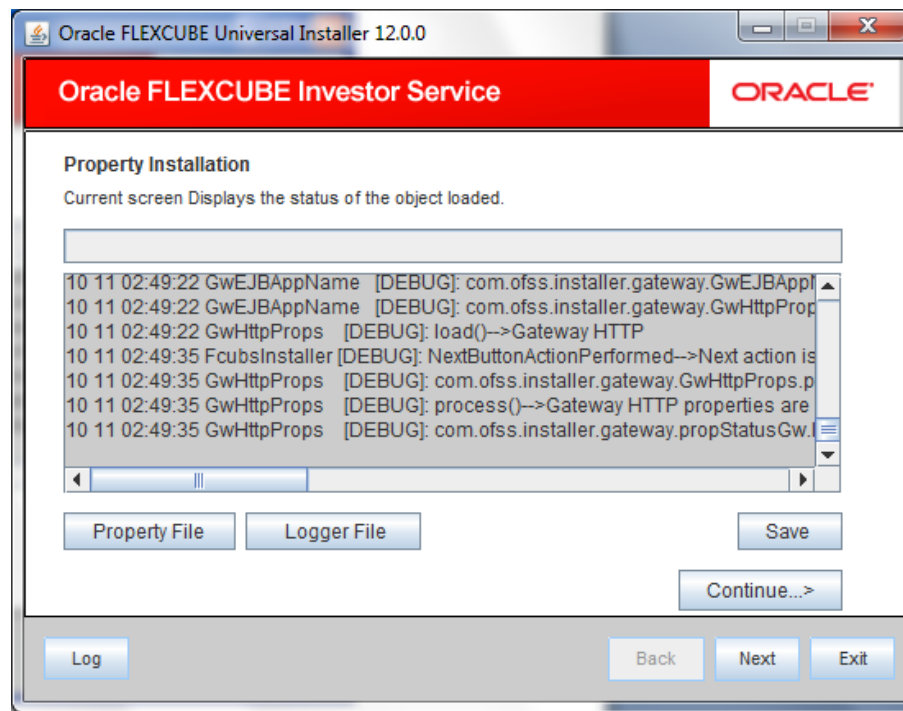 Oracle FLEXCUBE Universal Installer 12.0.0
Oracle FLEXCUBE Investor Service
ORACLE
Property Installation
Current screen Displays the status of the object loaded.
10 11 02:49:22 GwEJBAppName [DEBUG]: com.ofss.installer.gateway.GwEJBAppN
10 11 02:49:22 GwEJBAppName [DEBUG]: com.ofss.installer.gateway.GwHttpProp
10 11 02:49:22 GwHttpProps [DEBUG]: load()-->Gateway HTTP
10 11 02:49:35 FcubsInstaller [DEBUG]: NextButtonActionPerformed-->Next action is
10 11 02:49:35 GwHttpProps [DEBUG]: com.ofss.installer.gateway.GwHttpProps.p
10 11 02:49:35 GwHttpProps [DEBUG]: process()-->Gateway HTTP properties are
10 11 02:49:35 GwHttpProps [DEBUG]: com.ofss.installer.gateway.propStatusGw.
Property File Logger File Save
Continue...>
Log Back Next Exit